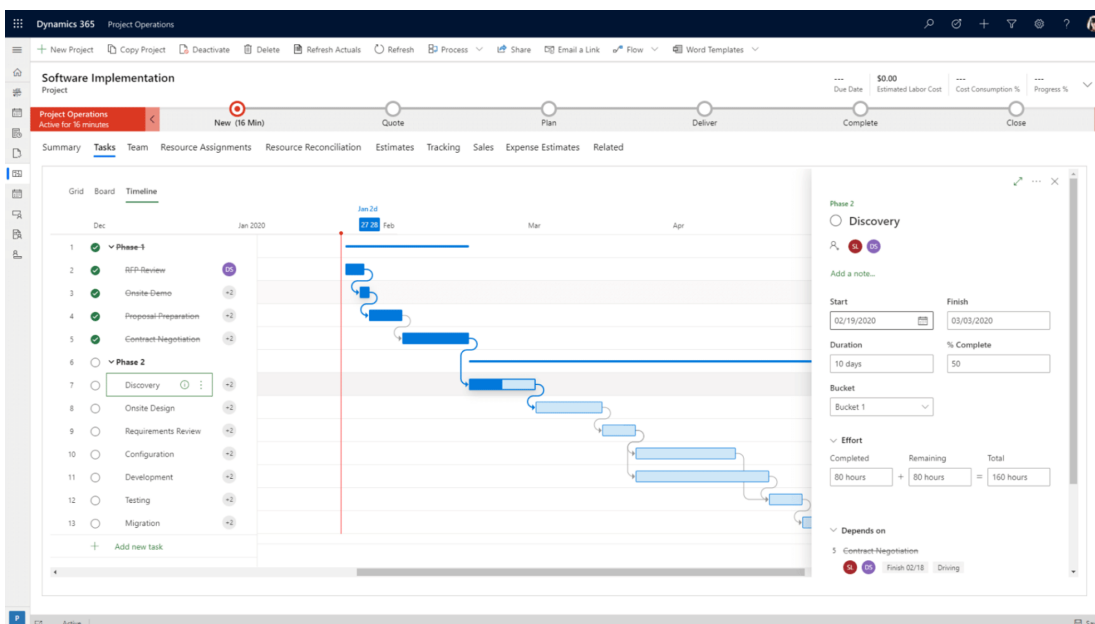 Dynamics 365 Project Operations
New Project Copy Project Deactivate Delete Refresh Actuals Refresh Process Share Email a Link Flow Word Templates
Software Implementation
Project
--- $0.00 --- ---
Due Date Estimated Labor Cost Cost Consumption % Progress %
Project Operations
Active for 16 minutes
New (16 Min) Quote Plan Deliver Complete Close
Summary Tasks Team Resource Assignments Resource Reconciliation Estimates Tracking Sales Expense Estimates Related
Grid Board Timeline
Jan 2d
Dec Jan 2020 27 28 Feb Mar Apr
1 Phase 1
2 RFP Review DS
3 Onsite Demo +2
4 Proposal Preparation +2
5 Contract Negotiation +2
6 Phase 2
7 Discovery +2
8 Onsite Design +2
9 Requirements Review +2
10 Configuration +2
11 Development +2
12 Testing +2
13 Migration +2
Add new task
Phase 2
Discovery
SL DS
Add a note...
Start Finish
02/19/2020 03/03/2020
Duration % Complete
10 days 50
Bucket
Bucket 1
Effort
Completed Remaining Total
80 hours + 80 hours = 160 hours
Depends on
5 Contract Negotiation
SL DS Finish 02/18 Driving
P Active